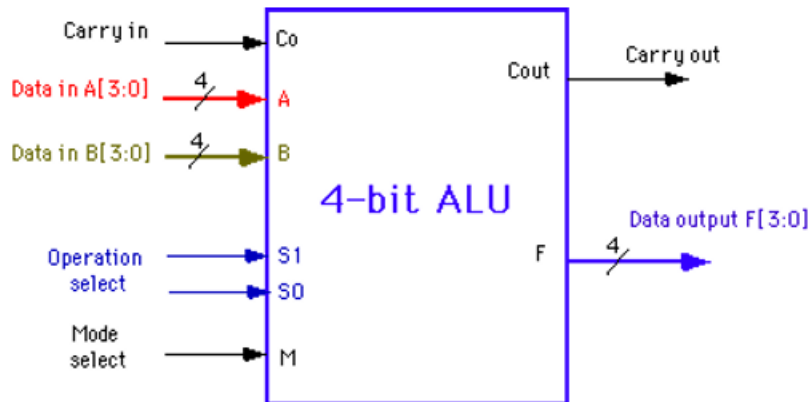 Carry in
Co
Cout
Carry out
Data in A[3:0]
4
A
Data in B[3:0]
4
B
4-bit ALU
Data output F[3:0]
4
F
Operation
select
S1
S0
Mode
select
M